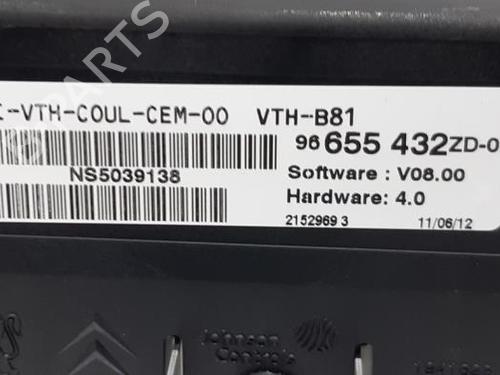 -VTH-COUL-CEM-00 VTH-B81
96 655 432ZD-0
NS5039138
Software : V08.00
Hardware: 4.0
2152969 3 11/06/12
Johnson
Controls
PARTS